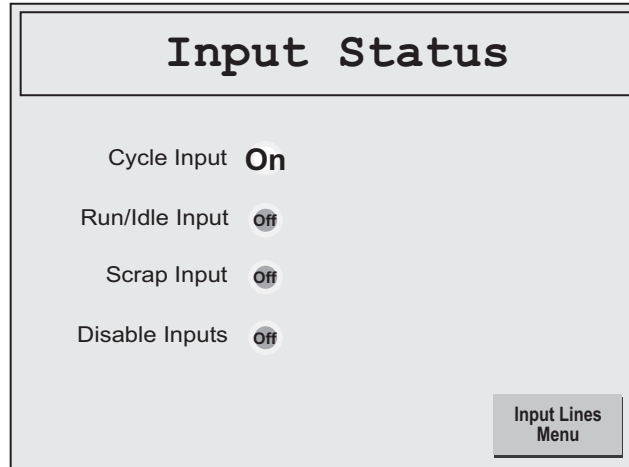 Input Status
Cycle Input On
Run/Idle Input Off
Scrap Input Off
Disable Inputs Off
Input Lines
Menu